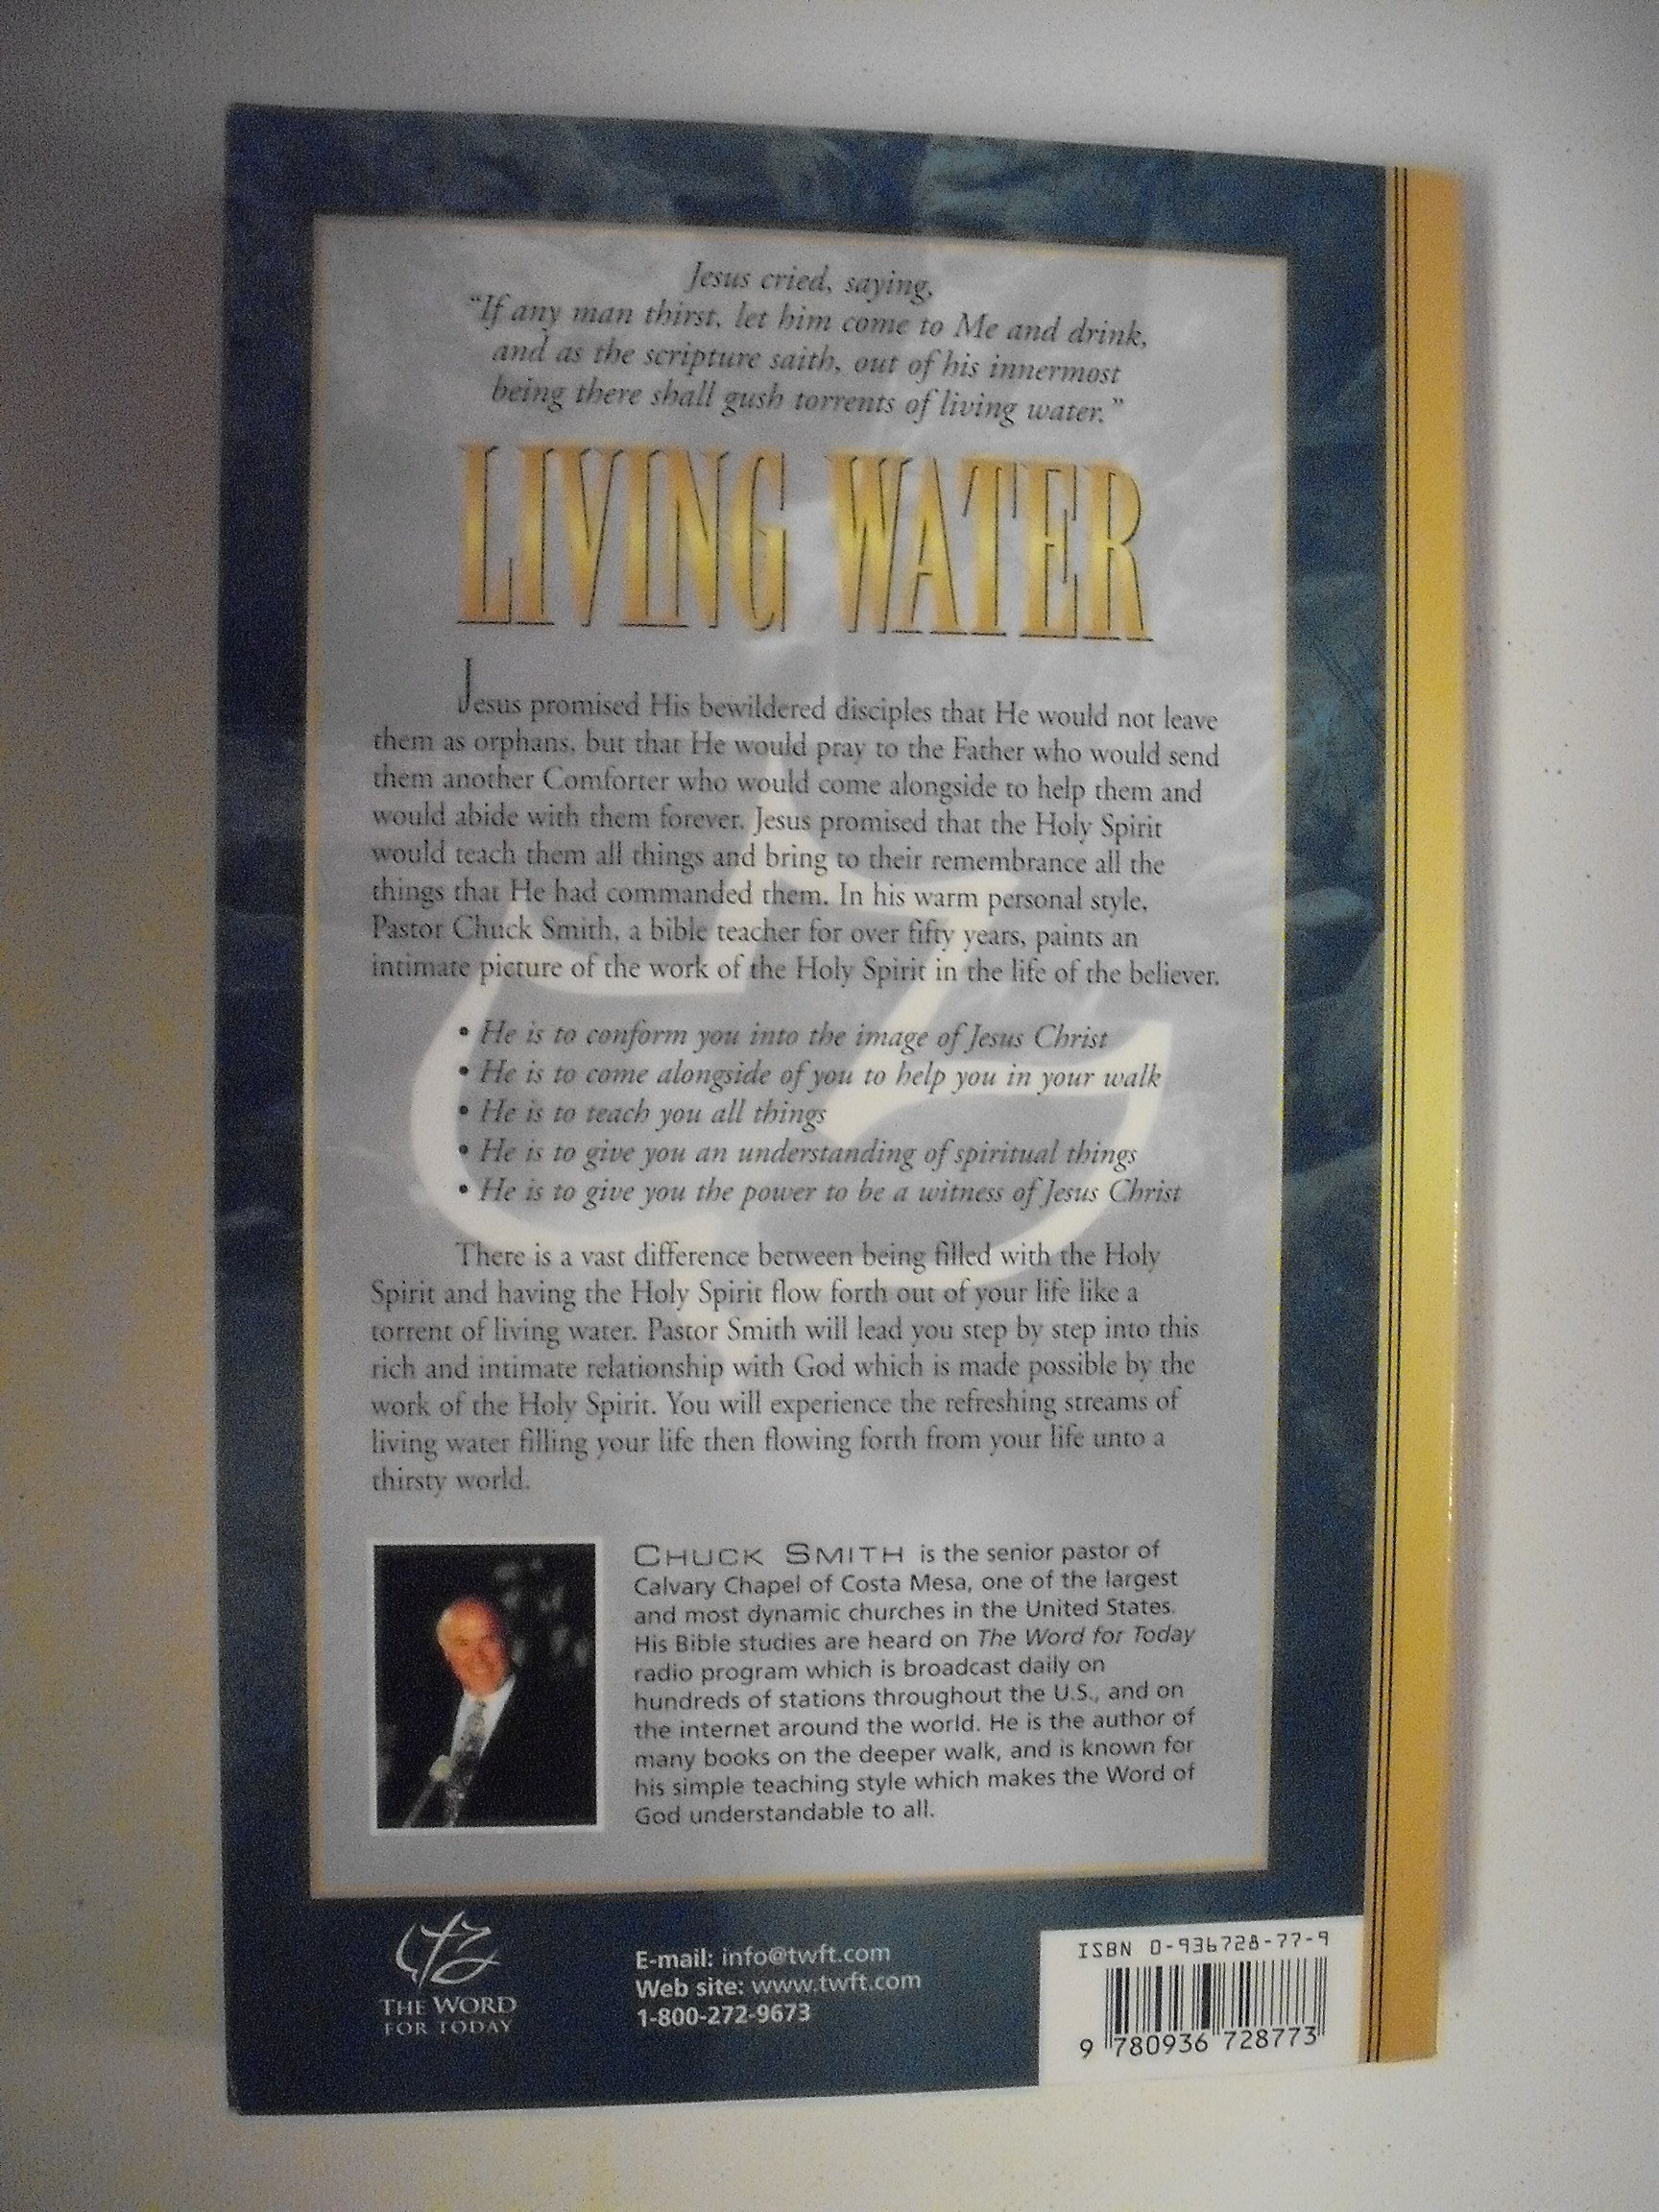 Jesus cried, saying,
“If any man thirst, let him come to Me and drink,
and as the scripture saith, out of his innermost
being there shall gush torrents of living water.”
LIVING WATER
Jesus promised His bewildered disciples that He would not leave
them as orphans, but that He would pray to the Father who would send
them another Comforter who would come alongside to help them and
would abide with them forever. Jesus promised that the Holy Spirit
would teach them all things and bring to their remembrance all the
things that He had commanded them. In his warm personal style,
Pastor Chuck Smith, a bible teacher for over fifty years, paints an
intimate picture of the work of the Holy Spirit in the life of the believer.
• He is to conform you into the image of Jesus Christ
• He is to come alongside of you to help you in your walk
• He is to teach you all things
• He is to give you an understanding of spiritual things
• He is to give you the power to be a witness of Jesus Christ
There is a vast difference between being filled with the Holy
Spirit and having the Holy Spirit flow forth out of your life like a
torrent of living water. Pastor Smith will lead you step by step into this
rich and intimate relationship with God which is made possible by the
work of the Holy Spirit. You will experience the refreshing streams of
living water filling your life then flowing forth from your life unto a
thirsty world.
CHUCK SMITH is the senior pastor of
Calvary Chapel of Costa Mesa, one of the largest
and most dynamic churches in the United States.
His Bible studies are heard on The Word for Today
radio program which is broadcast daily on
hundreds of stations throughout the U.S., and on
the internet around the world. He is the author of
many books on the deeper walk, and is known for
his simple teaching style which makes the Word of
God understandable to all.
THE WORD
FOR TODAY
E-mail: info@twft.com
Web site: www.twft.com
1-800-272-9673
ISBN 0-936728-77-9
9 780936 728773